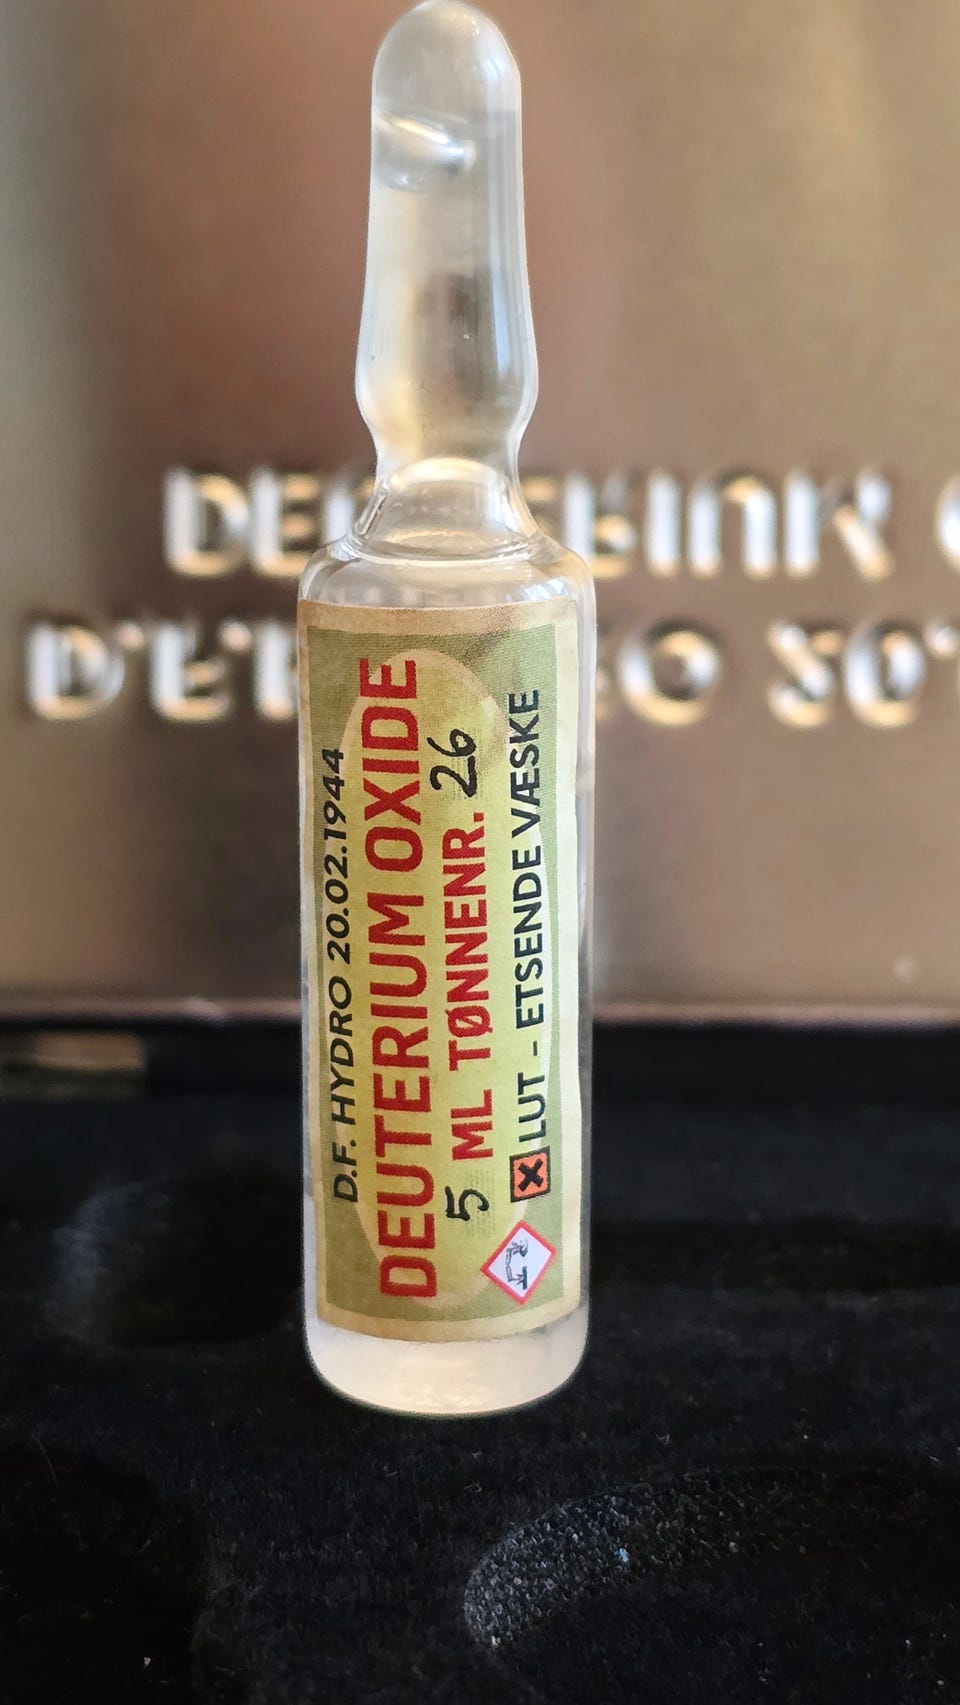 D.F. HYDRO 20.02.1944
DEUTERIUM OXIDE
5 ML TØNNENR. 26
LUT - ETSENDE VÆSKE